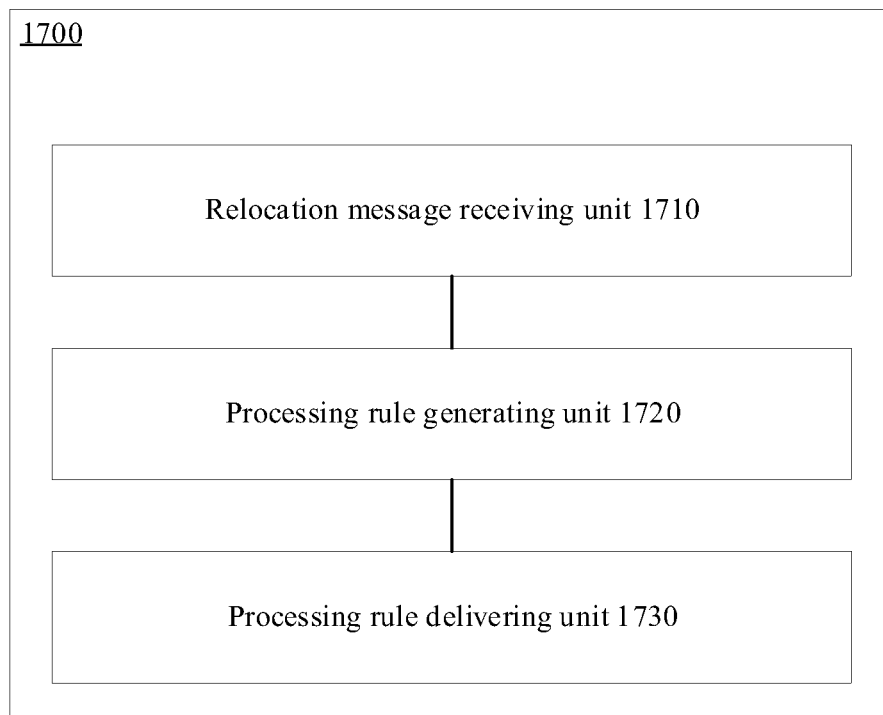 1700
Relocation message receiving unit 1710
Processing rule generating unit 1720
Processing rule delivering unit 1730